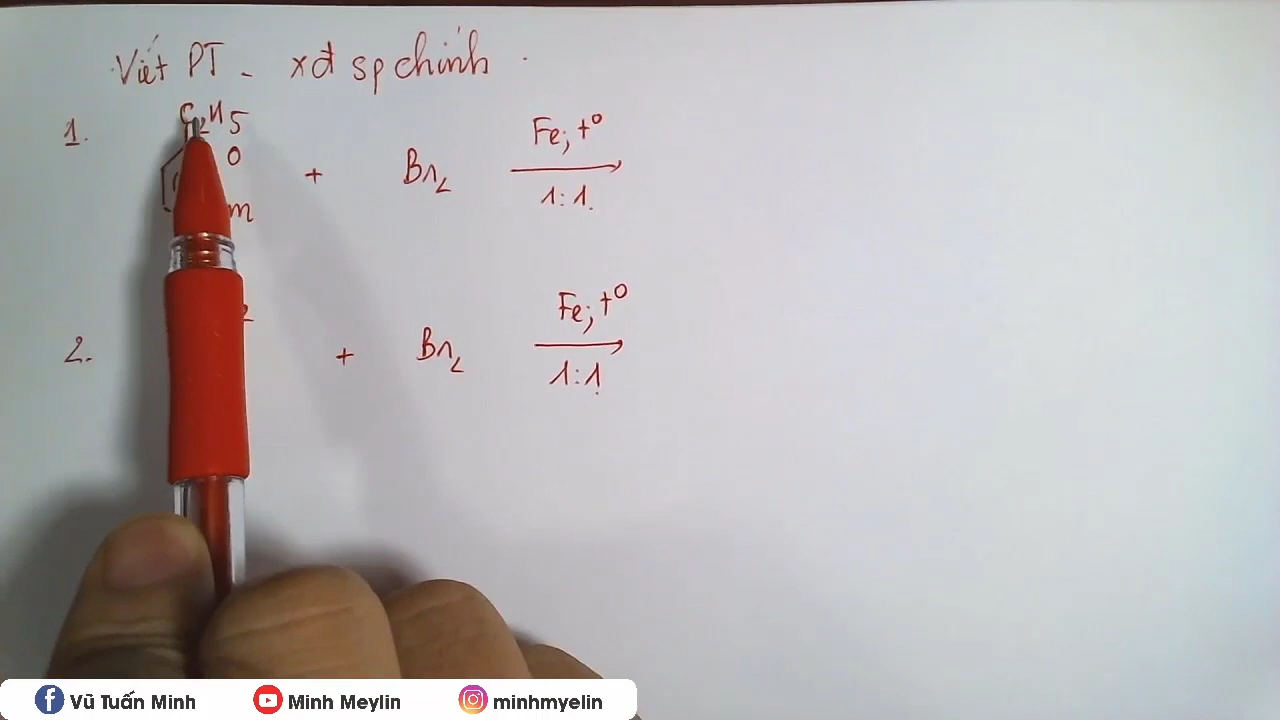 Viết PT - xđ sp chính.
1. C2H5 + Br2 Fe; t° 1:1.
o
m
2. 2 + Br2 Fe; t° 1:1.
Vũ Tuấn Minh Minh Meylin minhmyelin